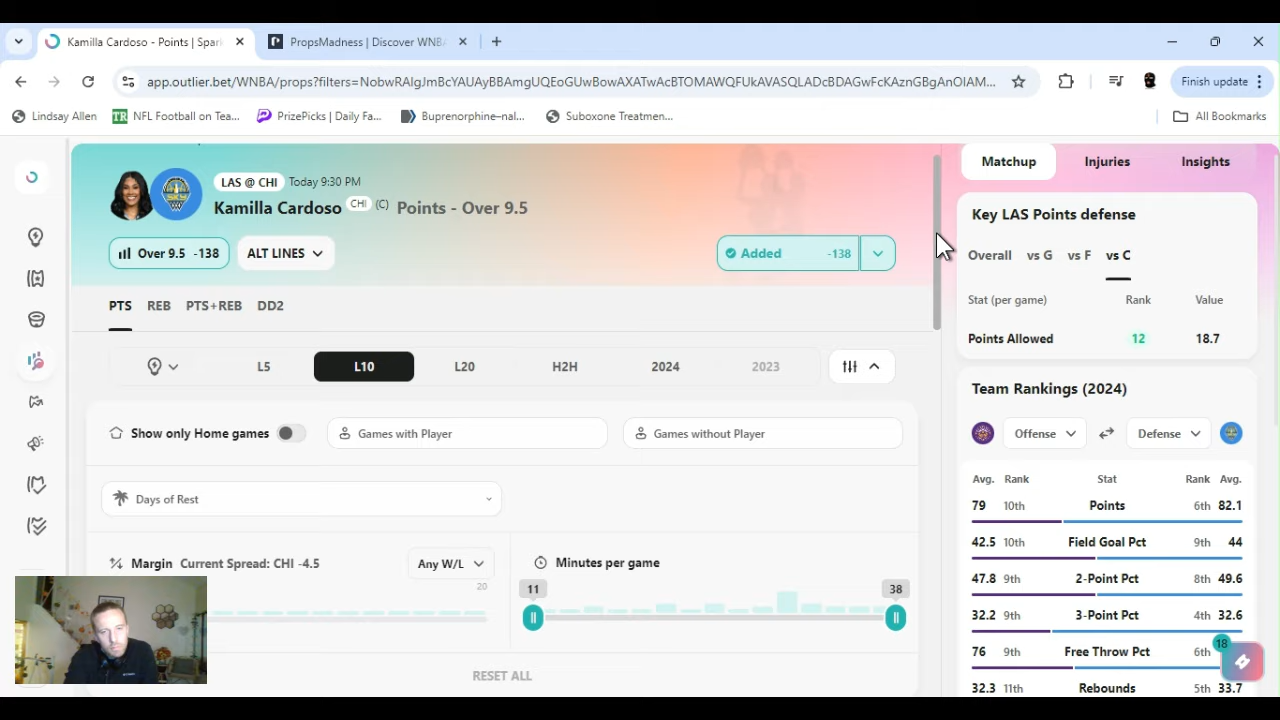 Kamilla Cardoso - Points | Spar
PropsMadness | Discover WNB
app.outlier.bet/WNBA/props?filters=NobwRAlgJmBcYAUAyBBAmgUQEoGUwBowAXATwAcBTOMAWQFUkAVASQLADcBDAGwFcKAznGBgAnOIAM...
Finish update
Lindsay Allen
NFL Football on Tea...
PrizePicks | Daily Fa...
Buprenorphine–nal...
Suboxone Treatmen...
All Bookmarks
LAS @ CHI Today 9:30 PM
Kamilla Cardoso CHI (C) Points - Over 9.5
Over 9.5 -138
ALT LINES
Added -138
PTS REB PTS+REB DD2
L5 L10 L20 H2H 2024 2023
Show only Home games
Games with Player
Games without Player
Days of Rest
Margin Current Spread: CHI -4.5
Any W/L
20
Minutes per game
11
38
RESET ALL
Matchup Injuries Insights
Key LAS Points defense
Overall vs G vs F vs C
Stat (per game) Rank Value
Points Allowed 12 18.7
Team Rankings (2024)
Offense Defense
Avg. Rank Stat Rank Avg.
79 10th Points 6th 82.1
42.5 10th Field Goal Pct 9th 44
47.8 9th 2-Point Pct 8th 49.6
32.2 9th 3-Point Pct 4th 32.6
76 9th Free Throw Pct 6th
18
32.3 11th Rebounds 5th 33.7